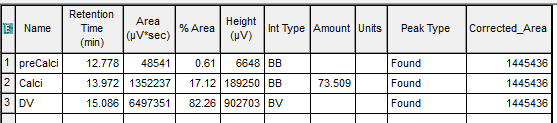 Name Retention Time (min) Area (µV*sec) % Area Height (µV) Int Type Amount Units Peak Type Corrected_Area
1 preCalci 12.778 48541 0.61 6648 BB Found 1445436
2 Calci 13.972 1352237 17.12 189250 BB 73.509 Found 1445436
3 DV 15.086 6497351 82.26 902703 BV Found 1445436